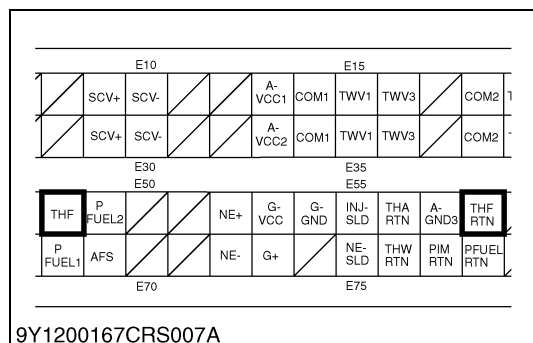 E10 E15
SCV+ SCV- A-VCC1 COM1 TWV1 TWV3 COM2
SCV+ SCV- A-VCC2 COM1 TWV1 TWV3 COM2
E30 E35
E50 E55
THF P FUEL2 NE+ G-VCC G-GND INJ-SLD THA RTN A-GND3 THF RTN
P FUEL1 AFS NE- G+ NE-SLD THW RTN PIM RTN PFUEL RTN
E70 E75
9Y1200167CRS007A